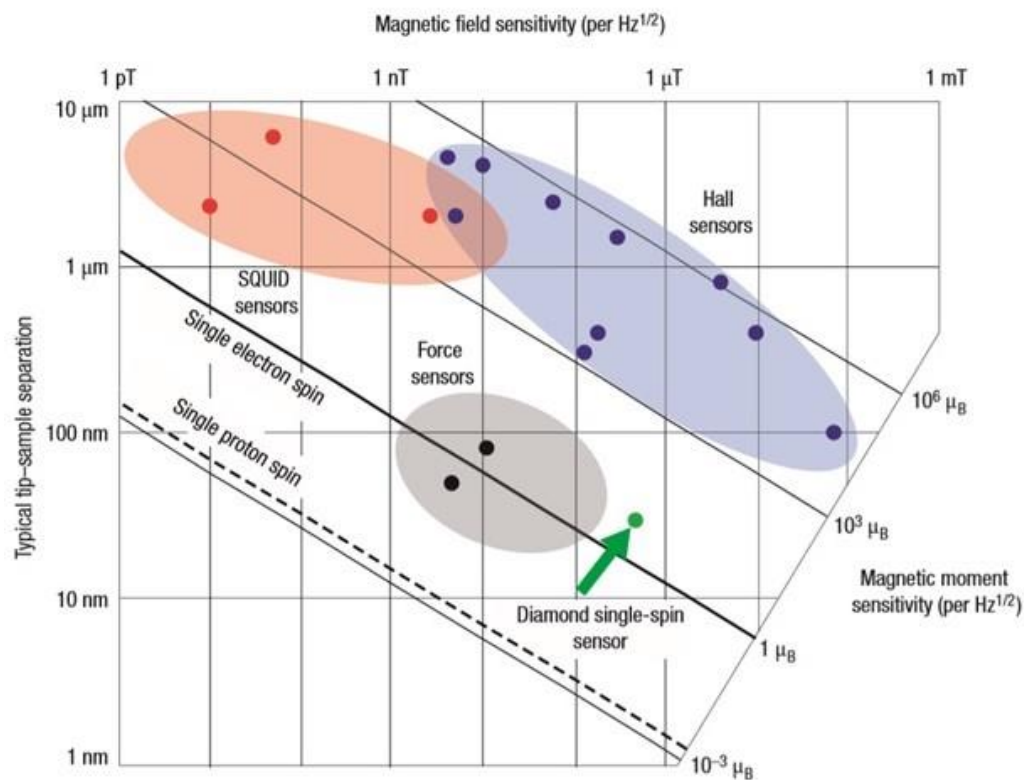 Magnetic field sensitivity (per Hz1/2)
1 pT
1 nT
1 µT
1 mT
10 µm
1 µm
100 nm
10 nm
1 nm
Typical tip–sample separation
Hall
sensors
SQUID
sensors
Single electron spin
Force
sensors
Single proton spin
Diamond single-spin
sensor
10⁶ µB
10³ µB
Magnetic moment
sensitivity (per Hz1/2)
1 µB
10⁻³ µB